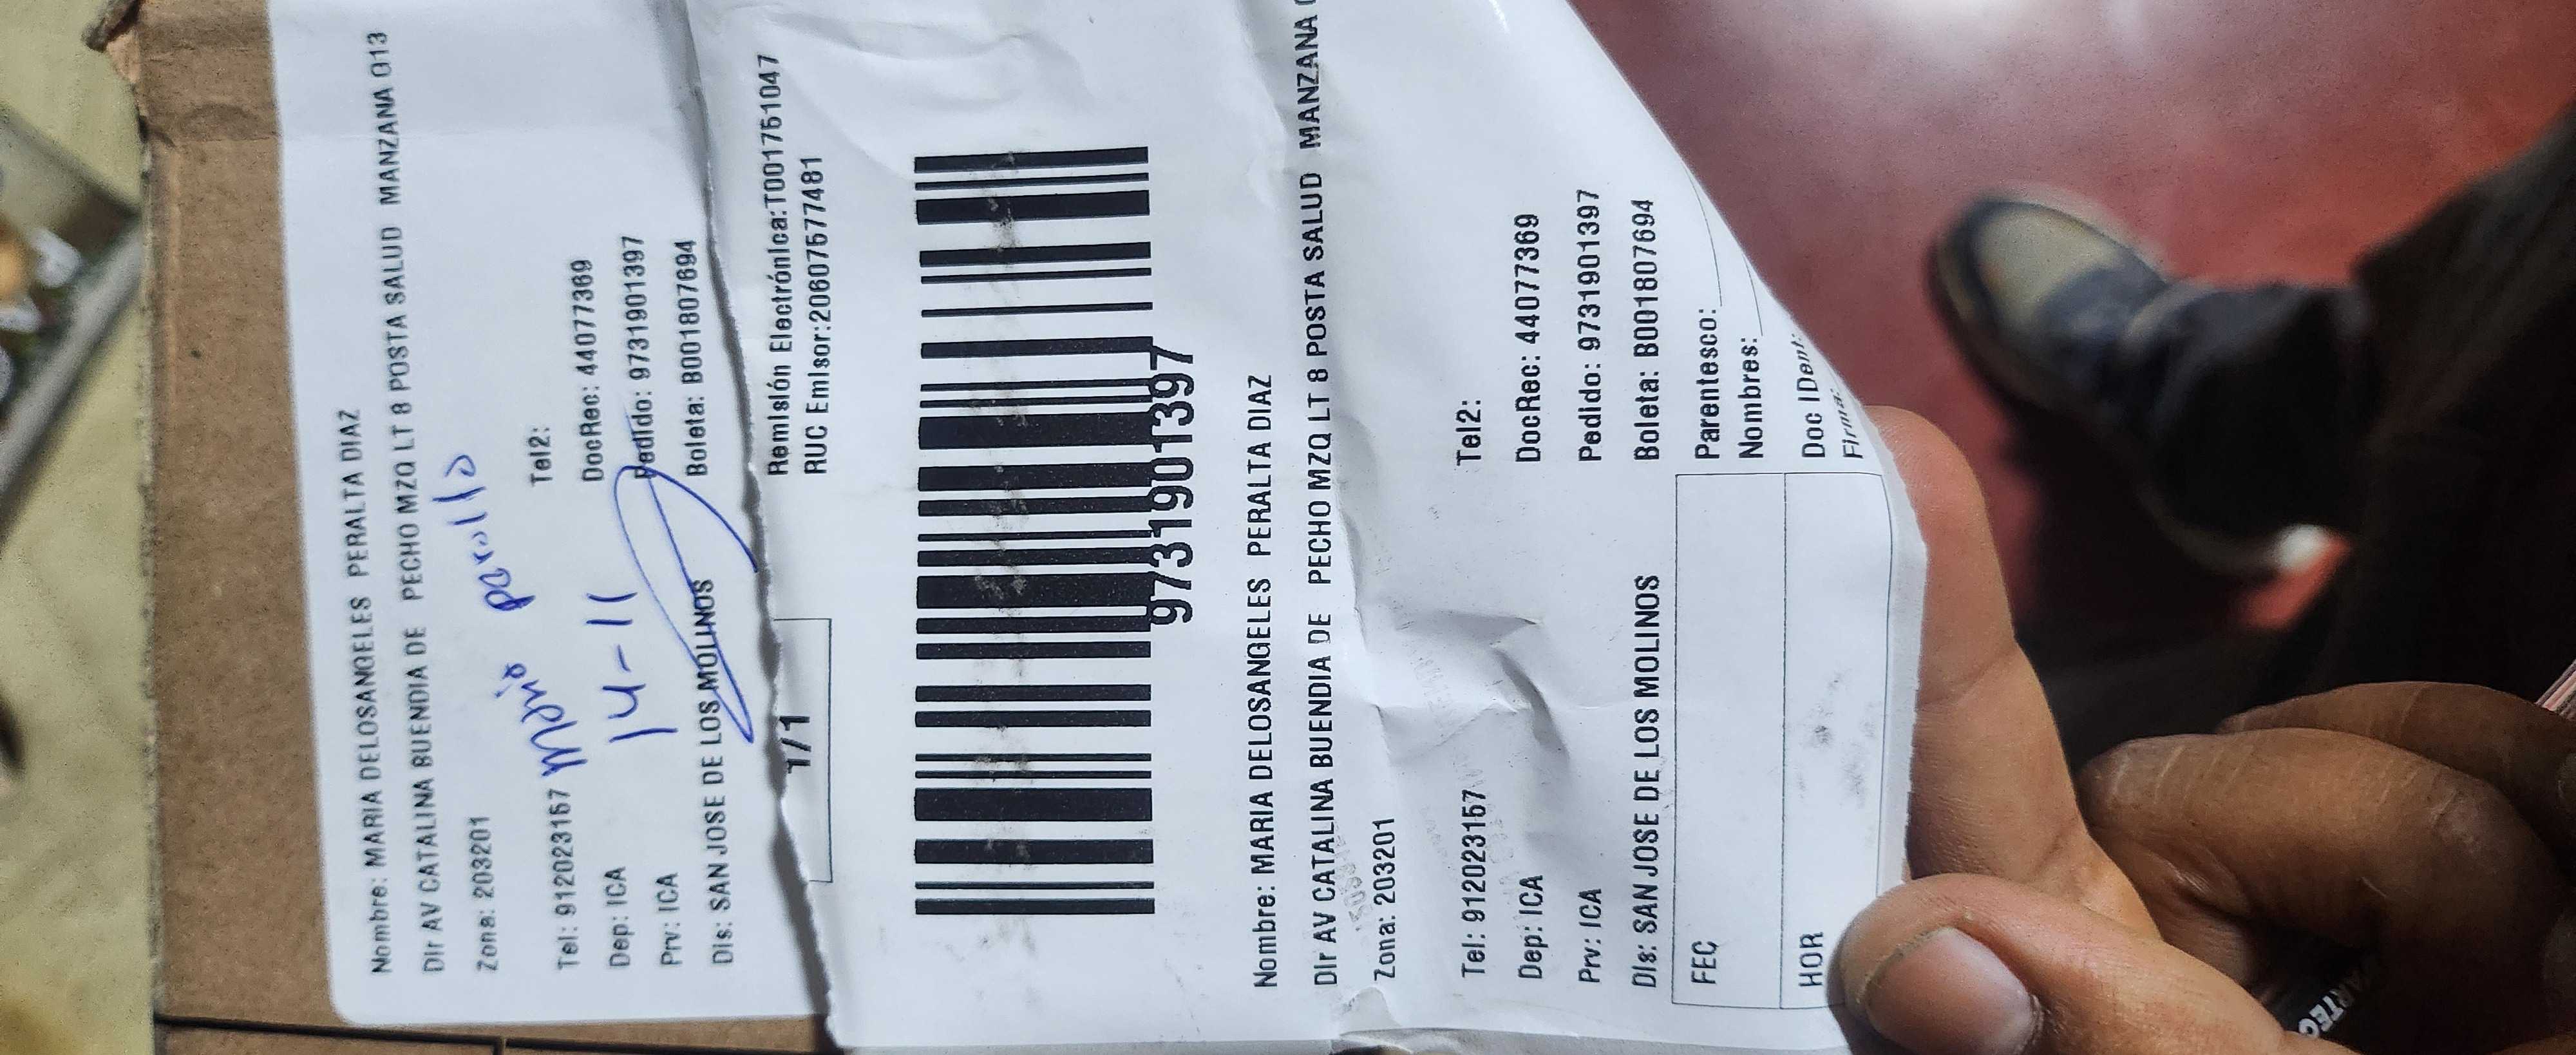 Nombre: MARIA DELOSANGELES PERALTA DIAZ
Dir AV CATALINA BUENDIA DE PECHO MZQ LT 8 POSTA SALUD MANZANA Q13
Zona: 203201
Mario
Tel: 912023157
Tel2:
14-11
Dep: ICA
DocRec: 44077369
Prv: ICA
Pedido: 9731901397
Dis: SAN JOSE DE LOS MOLINOS
Boleta: B001807694
1/1
Remisión Electrónica:T001751047
RUC Emisor:20607577481
9731901397
Nombre: MARIA DELOSANGELES PERALTA DIAZ
Dir AV CATALINA BUENDIA DE PECHO MZQ LT 8 POSTA SALUD MANZANA
Zona: 203201
Tel: 912023157
Tel2:
Dep: ICA
DocRec: 44077369
Prv: ICA
Pedido: 9731901397
Dis: SAN JOSE DE LOS MOLINOS
Boleta: B001807694
FEC
Parentesco:
Nombres:
HOR
Doc IDent:
Firma: